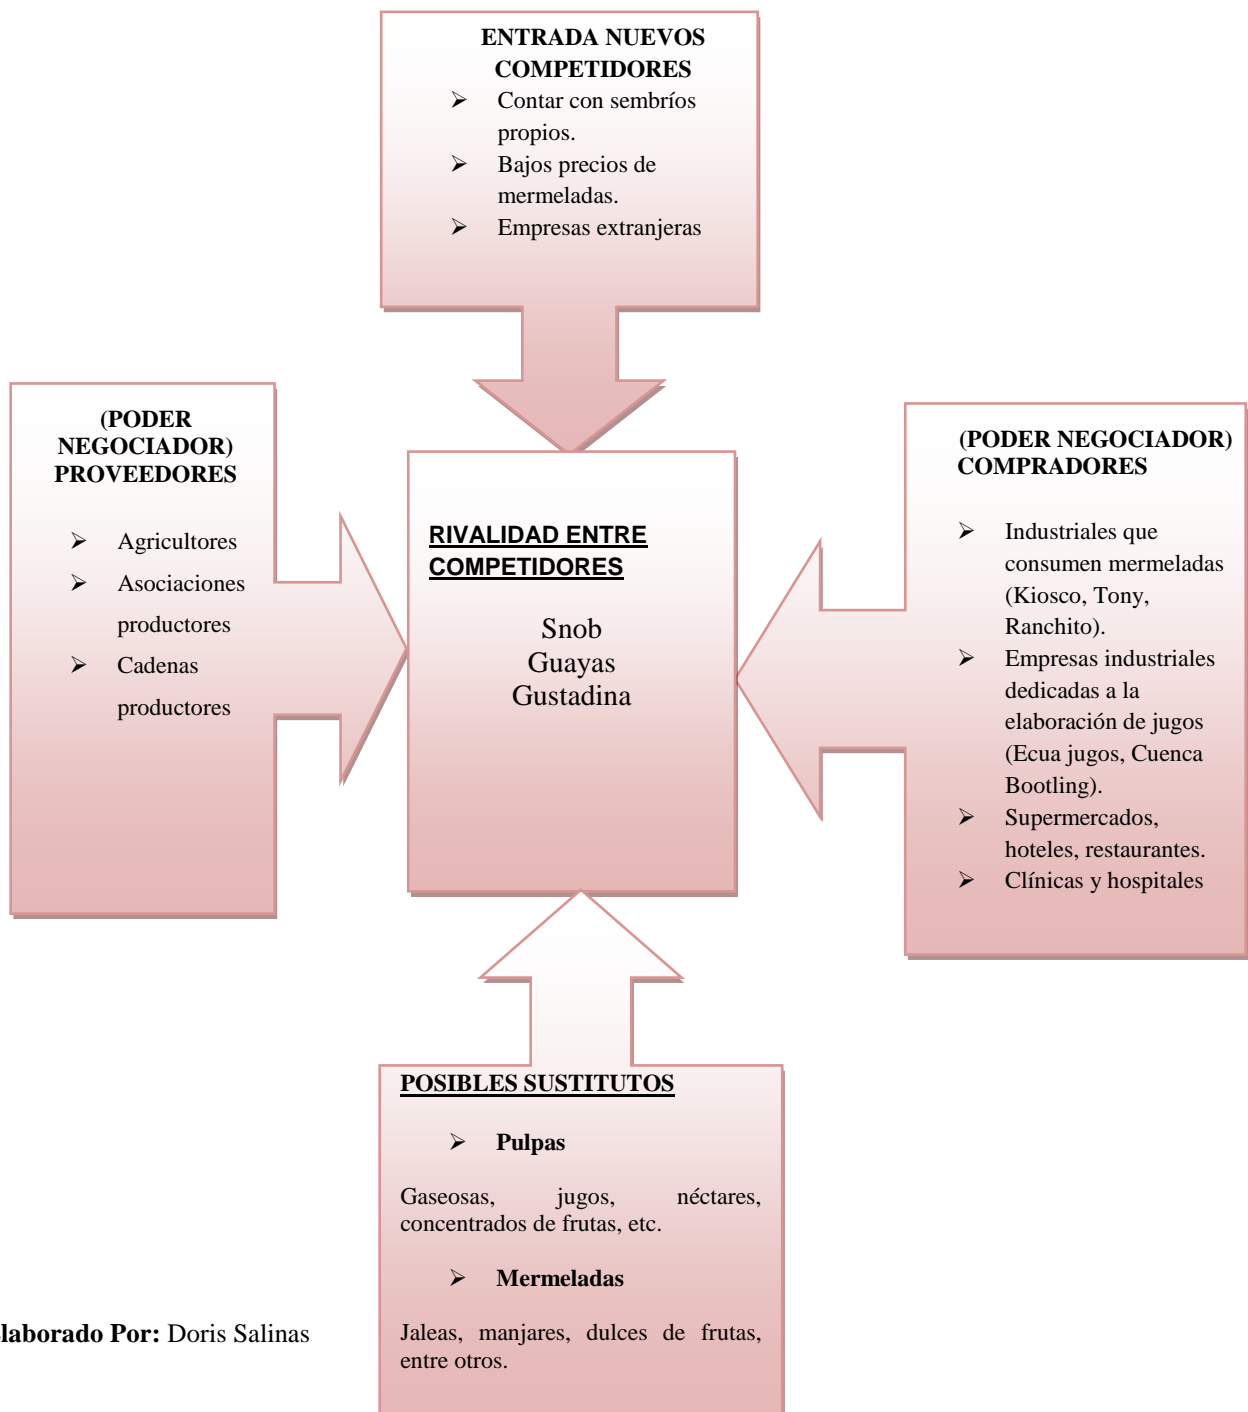 ENTRADA NUEVOS
COMPETIDORES
➢ Contar con sembríos
propios.
➢ Bajos precios de
mermeladas.
➢ Empresas extranjeras
(PODER
NEGOCIADOR)
PROVEEDORES
➢ Agricultores
➢ Asociaciones
productores
➢ Cadenas
productores
RIVALIDAD ENTRE
COMPETIDORES
Snob
Guayas
Gustadina
(PODER NEGOCIADOR)
COMPRADORES
➢ Industriales que
consumen mermeladas
(Kiosco, Tony,
Ranchito).
➢ Empresas industriales
dedicadas a la
elaboración de jugos
(Ecua jugos, Cuenca
Bootling).
➢ Supermercados,
hoteles, restaurantes.
➢ Clínicas y hospitales
POSIBLES SUSTITUTOS
➢ Pulpas
Gaseosas, jugos, néctares,
concentrados de frutas, etc.
➢ Mermeladas
Jaleas, manjares, dulces de frutas,
entre otros.
laborado Por: Doris Salinas